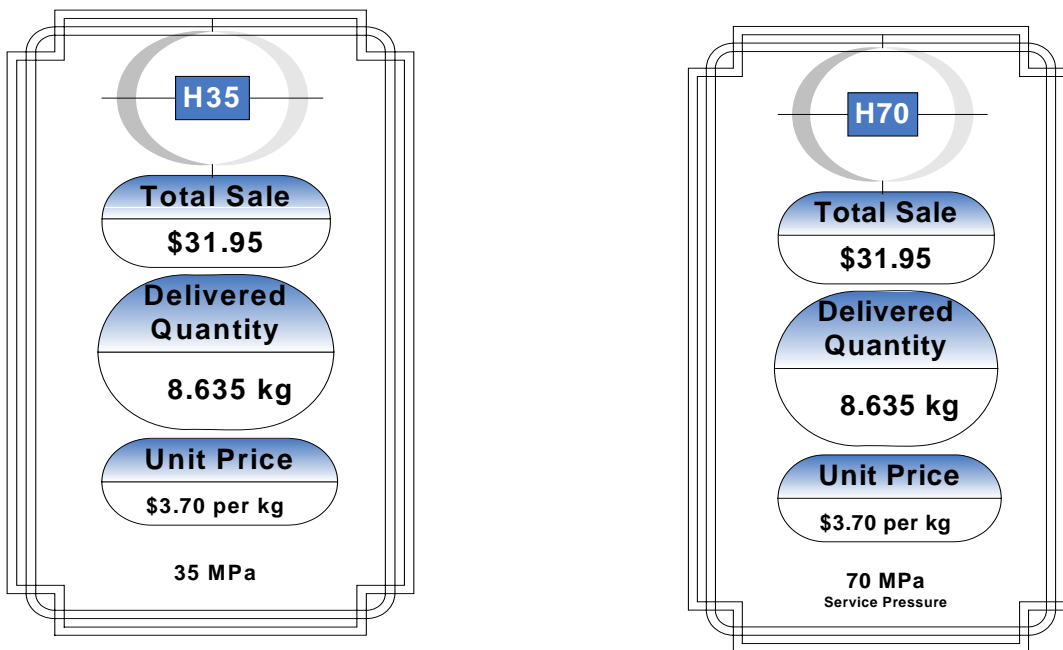 H35
Total Sale
$31.95
Delivered
Quantity
8.635 kg
Unit Price
$3.70 per kg
35 MPa
H70
Total Sale
$31.95
Delivered
Quantity
8.635 kg
Unit Price
$3.70 per kg
70 MPa
Service Pressure